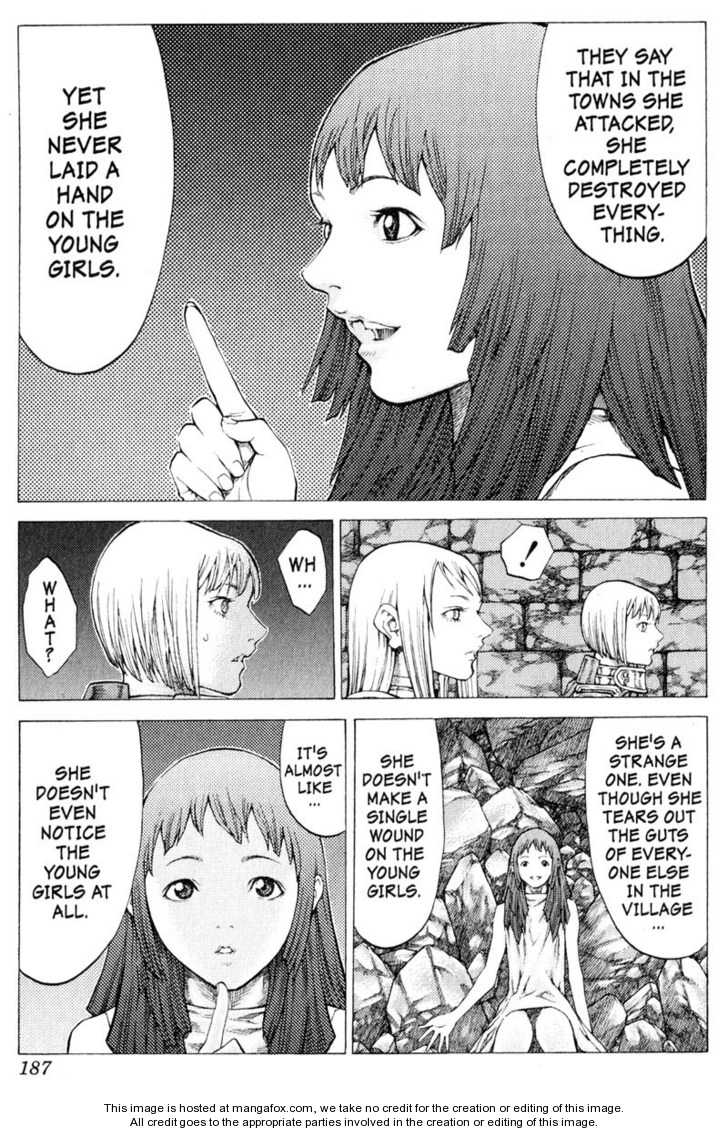 THEY SAY
THAT IN THE
TOWNS SHE
ATTACKED,
SHE
COMPLETELY
DESTROYED
EVERY-
THING.
YET
SHE
NEVER
LAID A
HAND
ON THE
YOUNG
GIRLS.
!
WH
...
WHAT?
SHE'S A
STRANGE
ONE. EVEN
THOUGH SHE
TEARS OUT
THE GUTS
OF EVERY-
ONE ELSE
IN THE
VILLAGE
...
SHE
DOESN'T
MAKE A
SINGLE
WOUND
ON THE
YOUNG
GIRLS.
IT'S
ALMOST
LIKE
...
SHE
DOESN'T
EVEN
NOTICE
THE
YOUNG
GIRLS AT
ALL.
187
This image is hosted at mangafox.com, we take no credit for the creation or editing of this image.
All credit goes to the appropriate parties involved in the creation or editing of this image.